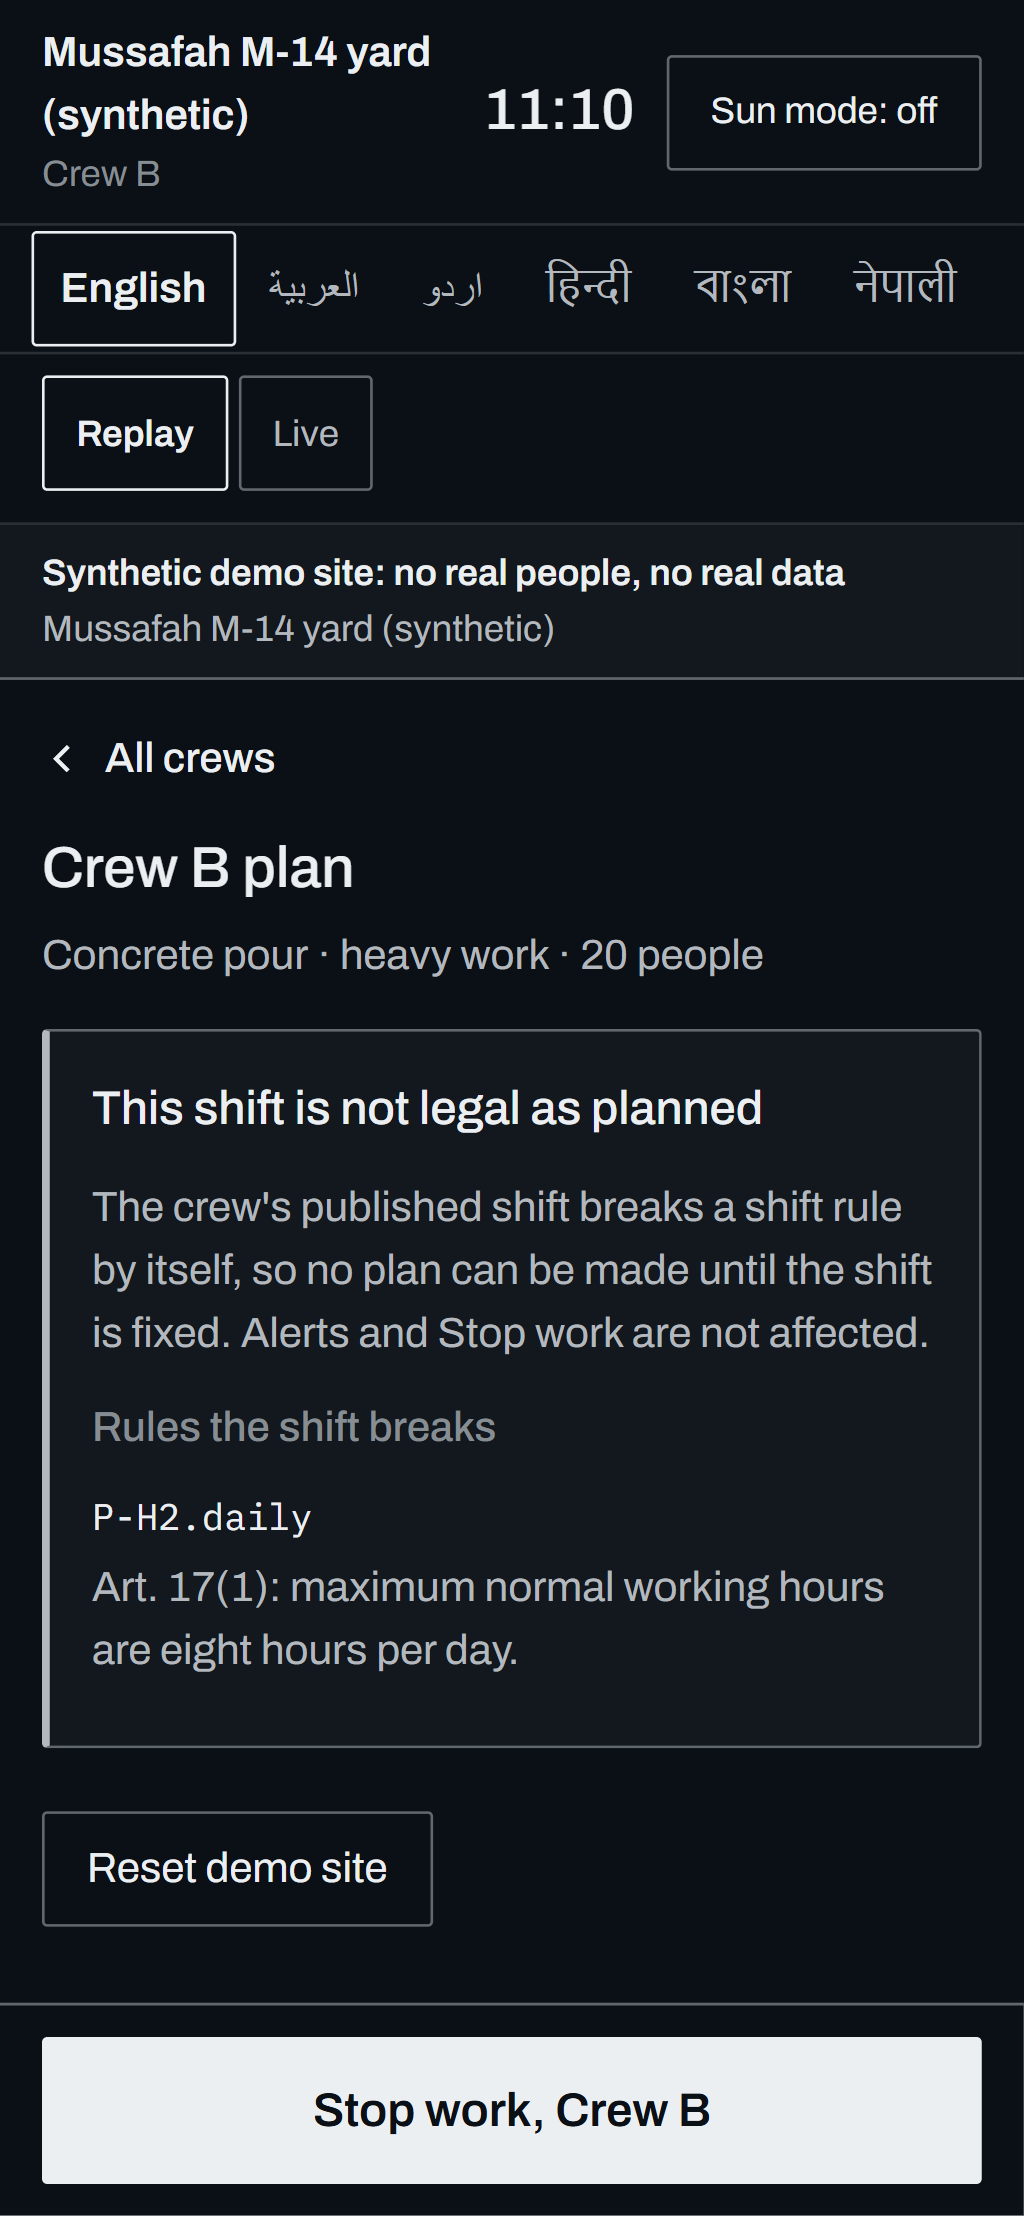 Mussafah M-14 yard
(synthetic)
Crew B
11:10
Sun mode: off
English العربية اردو हिन्दी বাংলা नेपाली
Replay Live
Synthetic demo site: no real people, no real data
Mussafah M-14 yard (synthetic)
All crews
Crew B plan
Concrete pour · heavy work · 20 people
This shift is not legal as planned
The crew's published shift breaks a shift rule
by itself, so no plan can be made until the shift
is fixed. Alerts and Stop work are not affected.
Rules the shift breaks
P-H2.daily
Art. 17(1): maximum normal working hours
are eight hours per day.
Reset demo site
Stop work, Crew B